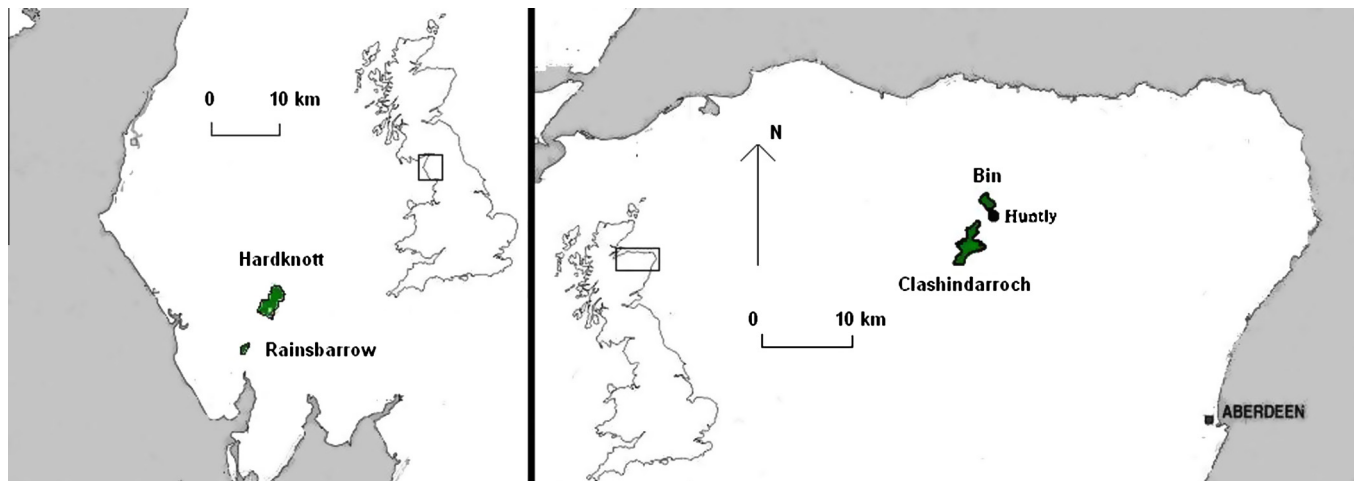 0 10 km
Hardknott
Rainsbarrow
N
Bin
Huntly
Clashindarroch
0 10 km
ABERDEEN